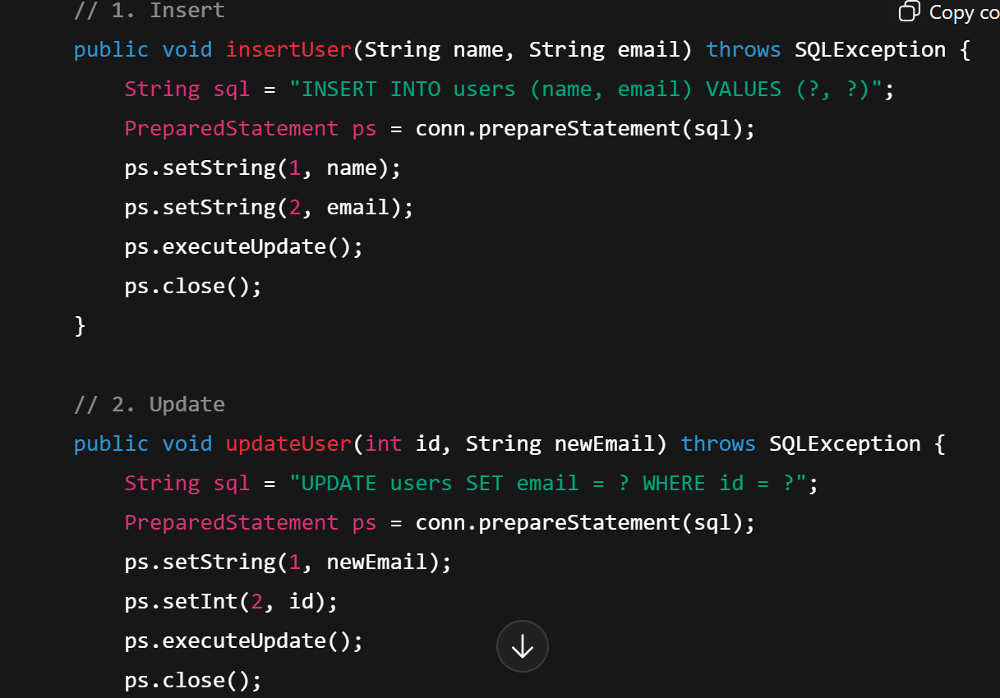 // 1. Insert
Copy co
public void insertUser(String name, String email) throws SQLException {
String sql = "INSERT INTO users (name, email) VALUES (?, ?)";
PreparedStatement ps = conn.prepareStatement(sql);
ps.setString(1, name);
ps.setString(2, email);
ps.executeUpdate();
ps.close();
}
// 2. Update
public void updateUser(int id, String newEmail) throws SQLException {
String sql = "UPDATE users SET email = ? WHERE id = ?";
PreparedStatement ps = conn.prepareStatement(sql);
ps.setString(1, newEmail);
ps.setInt(2, id);
ps.executeUpdate();
ps.close();